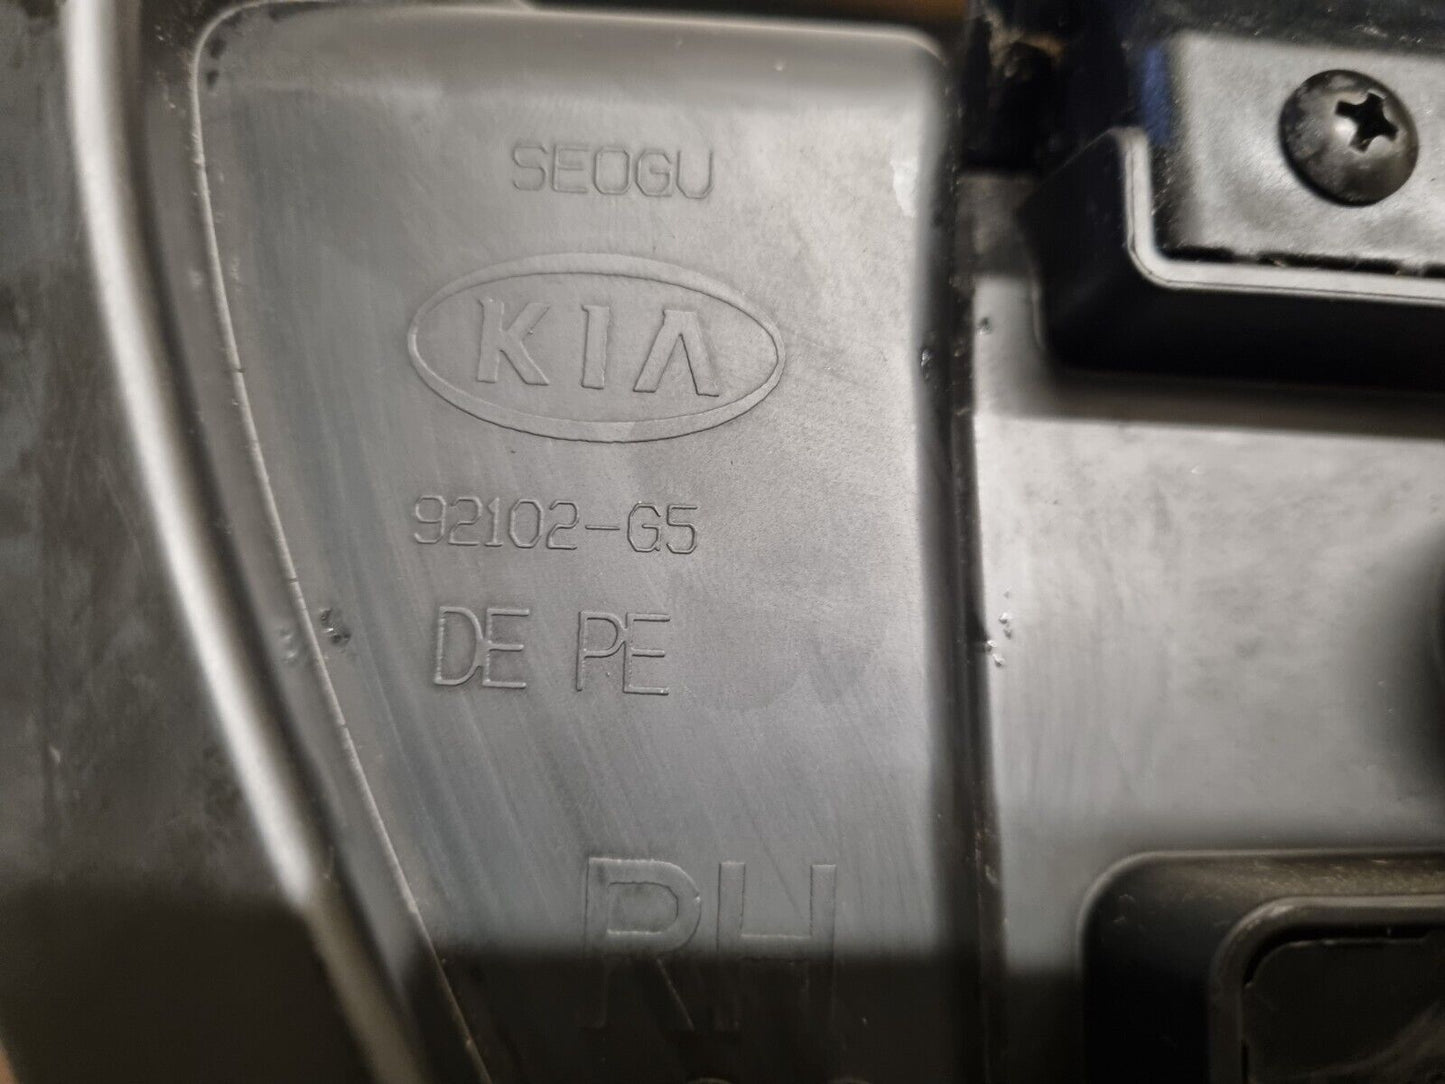 SEOGU
KIA
92102-G5
DE PE
RH